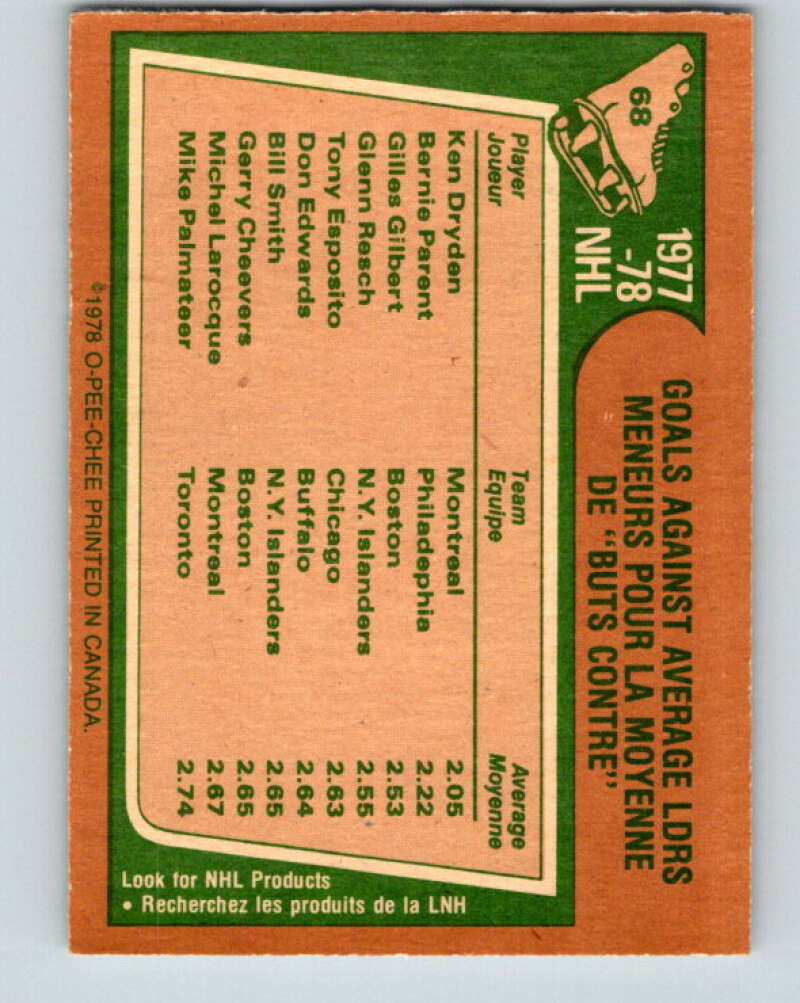 68
1977
-78
NHL
GOALS AGAINST AVERAGE LDRS
MENEURS POUR LA MOYENNE
DE "BUTS CONTRE"
Player Team Average
Joueur Equipe Moyenne
Ken Dryden Montreal 2.05
Bernie Parent Philadephia 2.22
Gilles Gilbert Boston 2.53
Glenn Resch N.Y. Islanders 2.55
Tony Esposito Chicago 2.63
Don Edwards Buffalo 2.64
Bill Smith N.Y. Islanders 2.65
Gerry Cheevers Boston 2.65
Michel Larocque Montreal 2.67
Mike Palmateer Toronto 2.74
Look for NHL Products
• Recherchez les produits de la LNH
©1978 O-PEE-CHEE PRINTED IN CANADA.